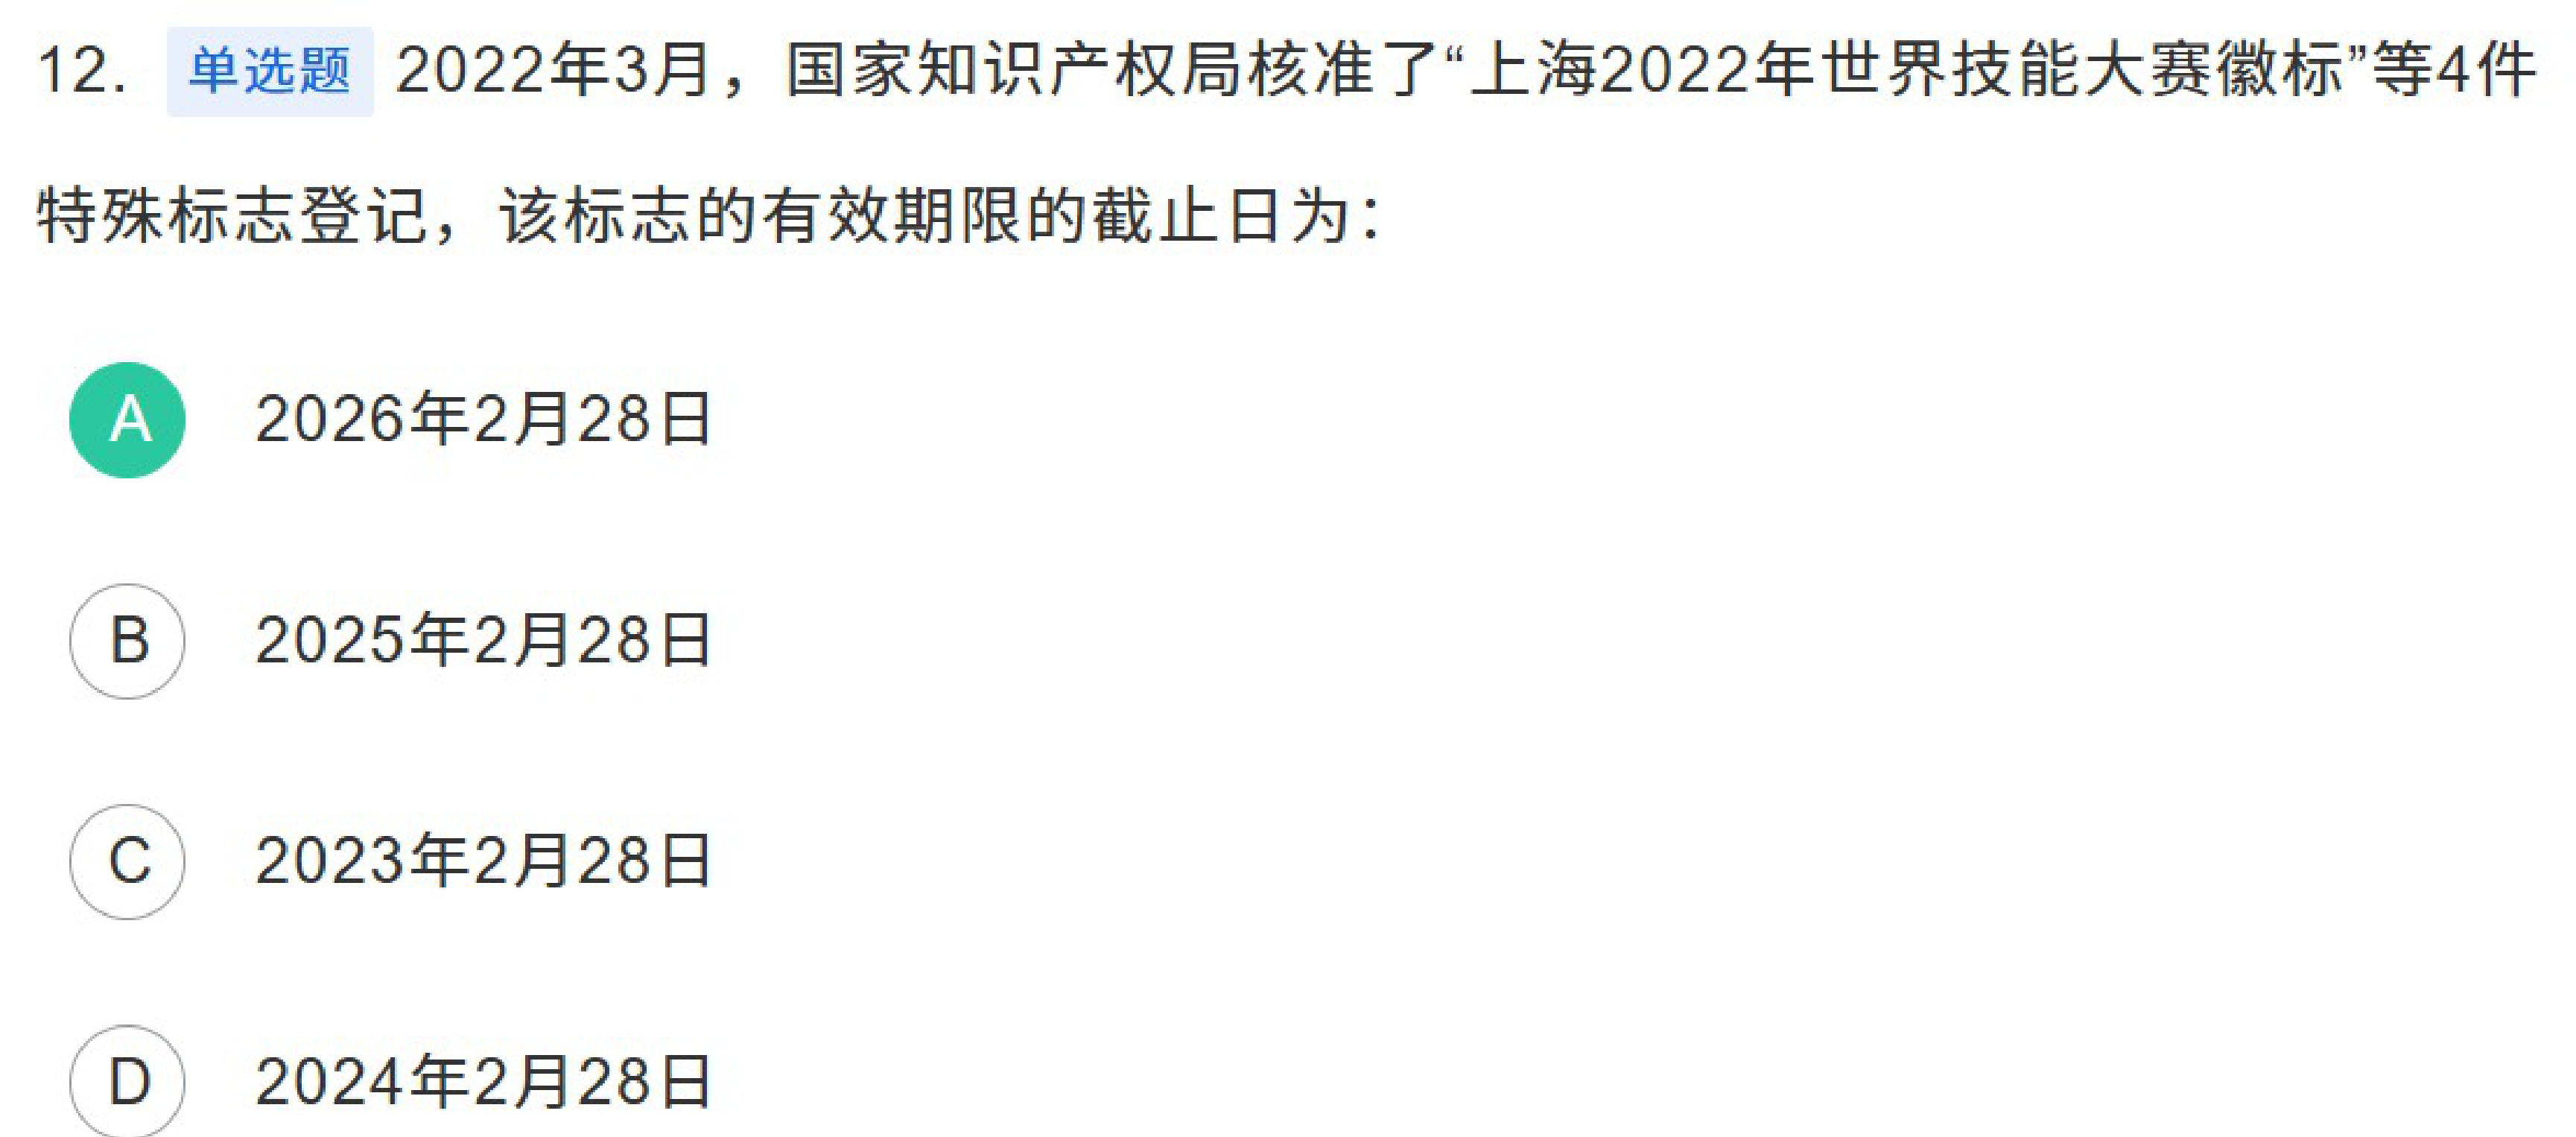 12. 单选题 2022年3月，国家知识产权局核准了“上海2022年世界技能大赛徽标”等4件
特殊标志登记，该标志的有效期限的截止日为：
A 2026年2月28日
B 2025年2月28日
C 2023年2月28日
D 2024年2月28日